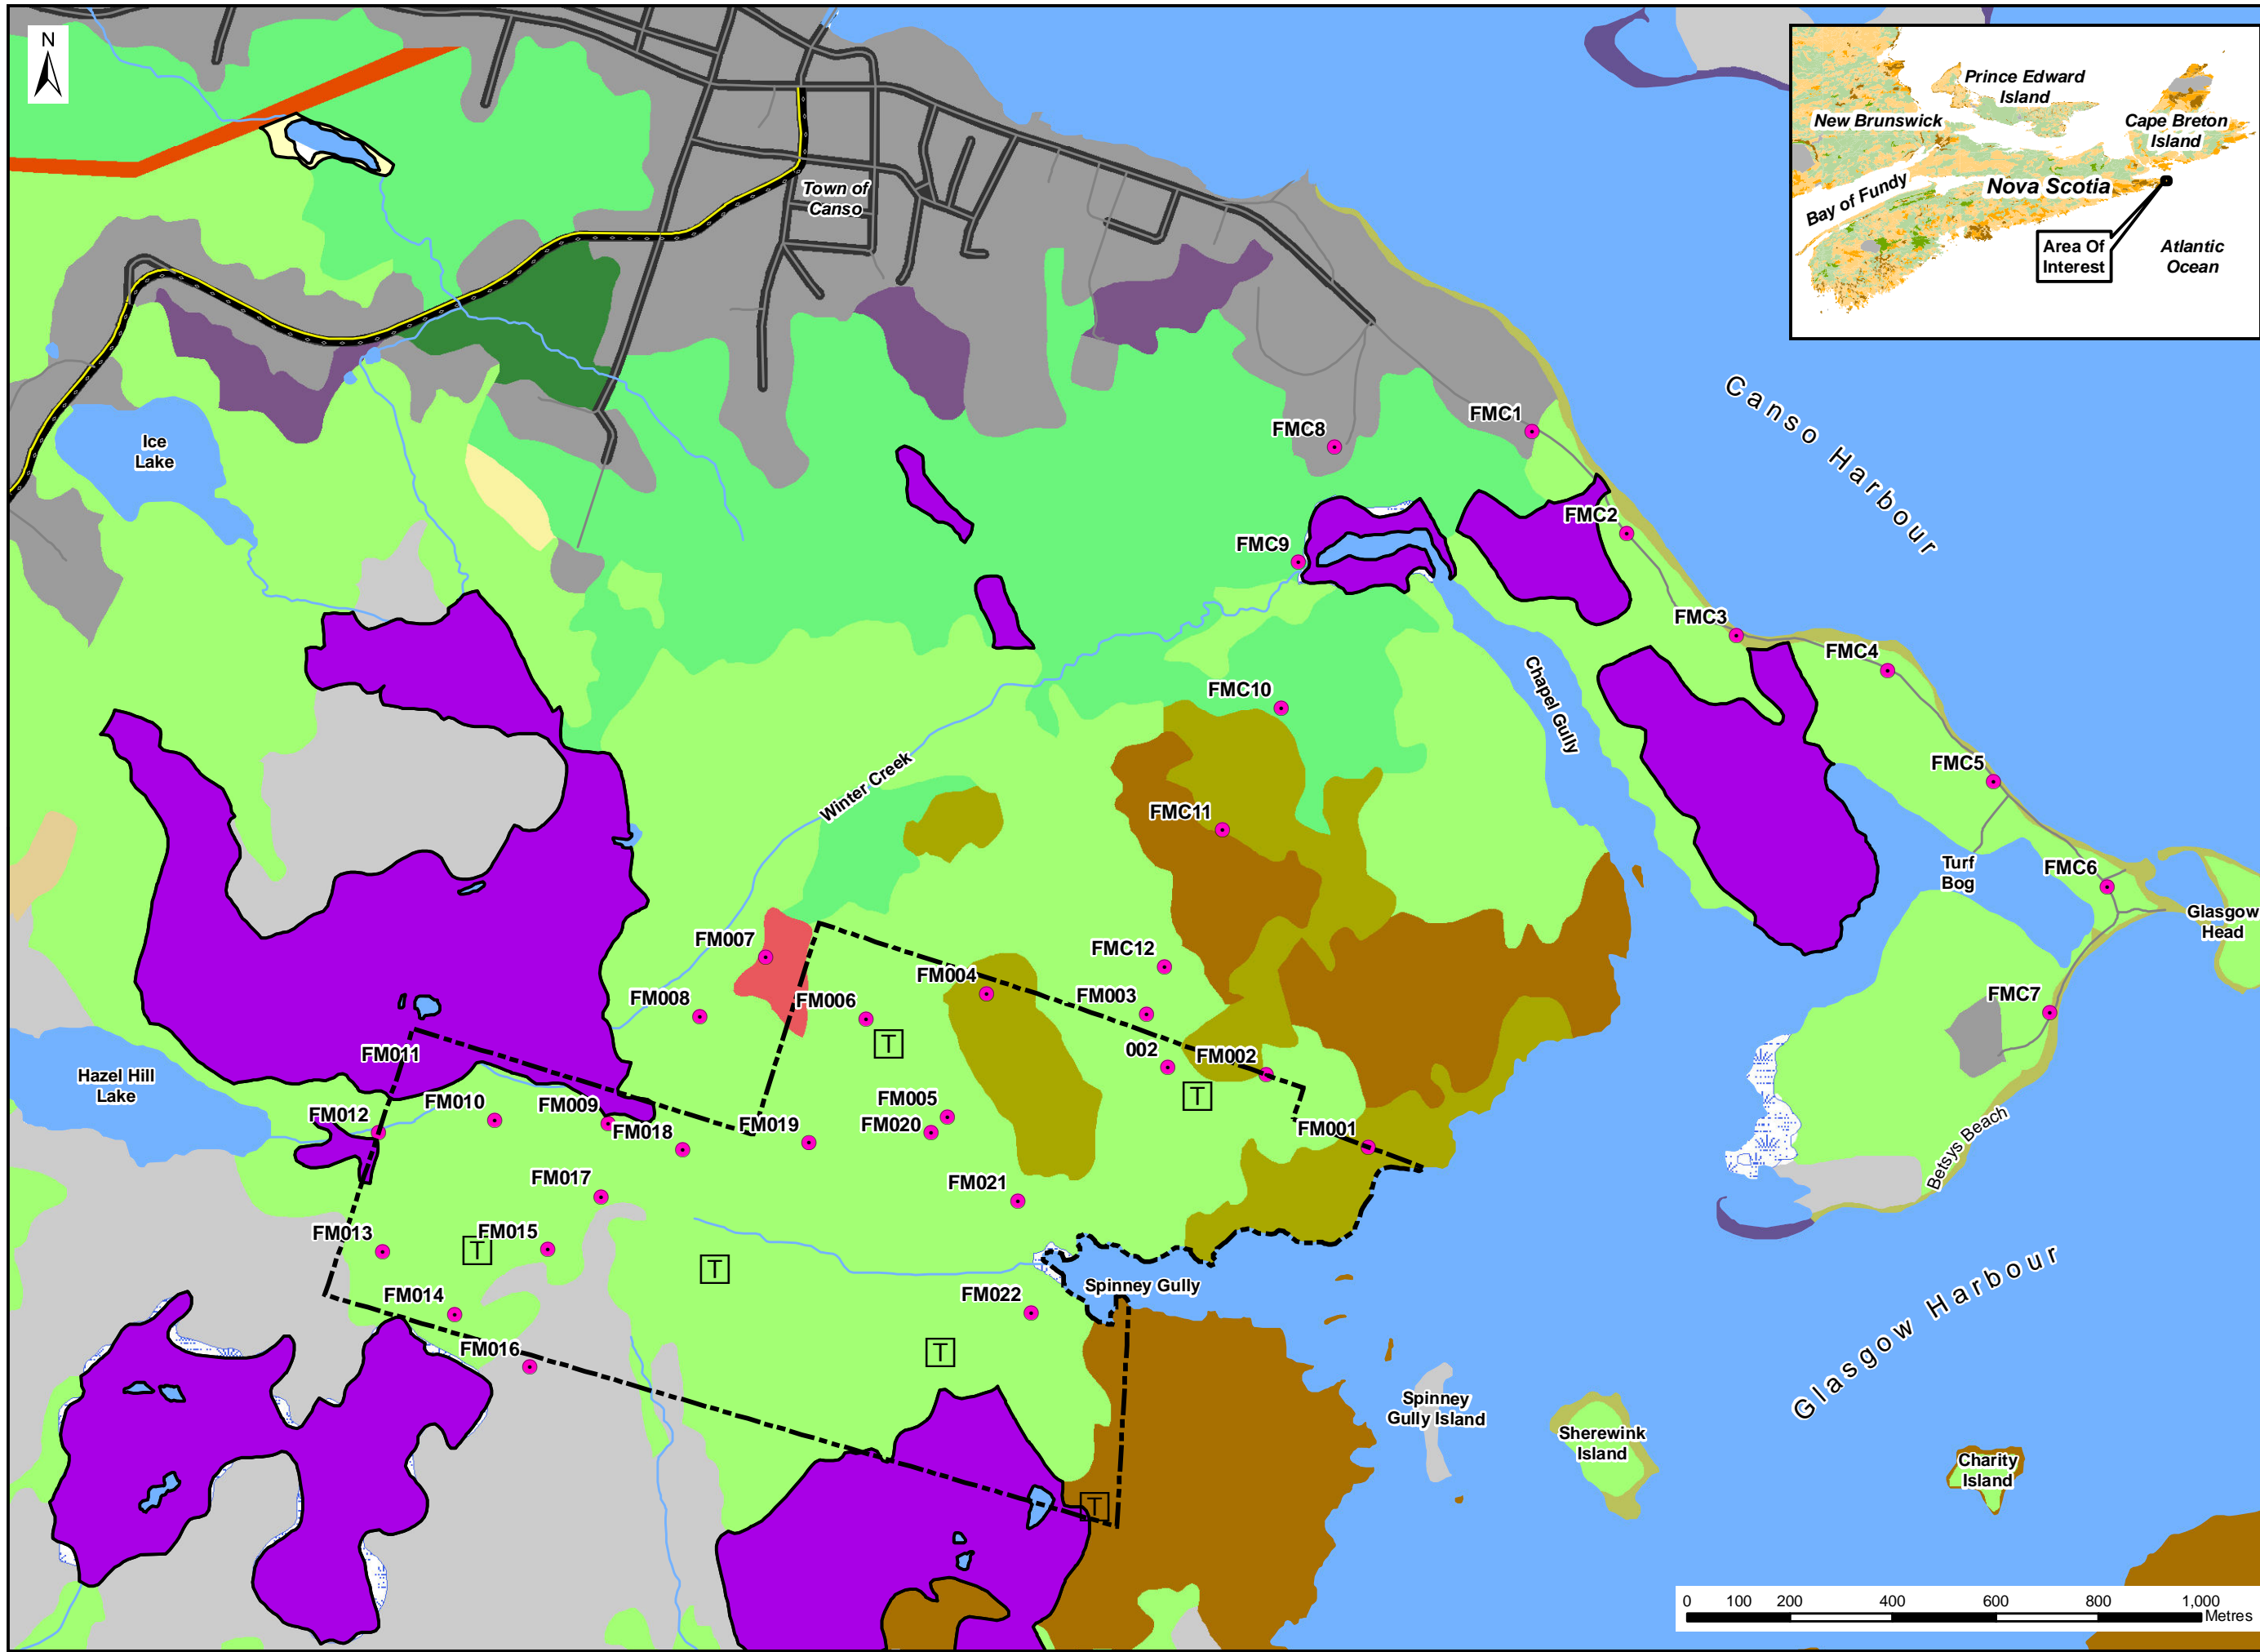 N
Prince Edward
Island
New Brunswick
Cape Breton
Island
Nova Scotia
Bay of Fundy
Area Of
Interest
Atlantic
Ocean
Town of
Canso
Ice
Lake
Canso Harbour
FMC1
FMC8
FMC2
FMC9
FMC3
FMC4
FMC10
Chapel Gully
FMC5
Winter Creek
FMC11
Turf
Bog
FMC6
Glasgow
Head
FM007
FMC12
FM004
FM008
FM006
FM003
FMC7
T
FM011
002
FM002
Hazel Hill
Lake
FM010
FM009
FM005
T
FM012
FM018
FM019
FM020
FM001
Betsys Beach
FM017
FM021
FM013
T
FM015
T
Glasgow Harbour
FM014
FM022
Spinney Gully
FM016
T
Spinney
Gully Island
Sherewink
Island
Charity
Island
T
0 100 200 400 600 800 1,000
Metres